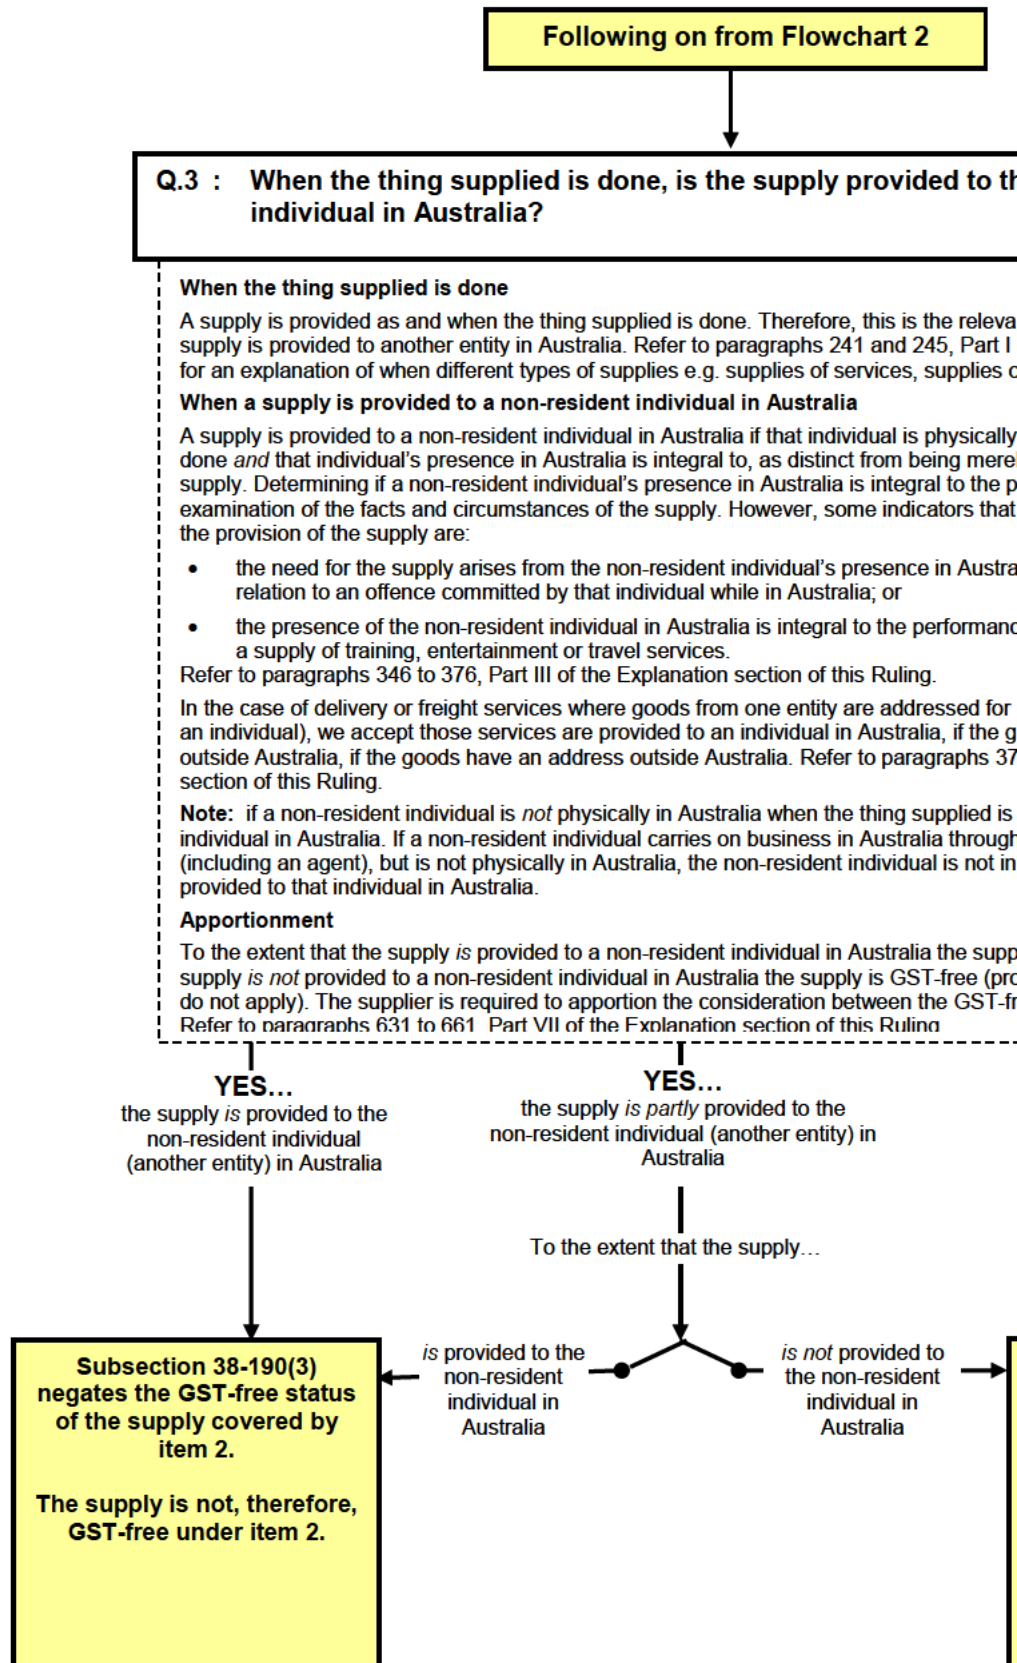 Following on from Flowchart 2
Q.3 : When the thing supplied is done, is the supply provided to
individual in Australia?
When the thing supplied is done
A supply is provided as and when the thing supplied is done. Therefore, this is the
supply is provided to another entity in Australia. Refer to paragraphs 241 and 245, Part I
for an explanation of when different types of supplies e.g. supplies of services, supplies
When a supply is provided to a non-resident individual in Australia
A supply is provided to a non-resident individual in Australia if that individual is physically
done and that individual's presence in Australia is integral to, as distinct from being
supply. Determining if a non-resident individual's presence in Australia is integral to the
examination of the facts and circumstances of the supply. However, some indicators that
the provision of the supply are:
• the need for the supply arises from the non-resident individual's presence in
relation to an offence committed by that individual while in Australia; or
• the presence of the non-resident individual in Australia is integral to the
a supply of training, entertainment or travel services.
Refer to paragraphs 346 to 376, Part III of the Explanation section of this Ruling.
In the case of delivery or freight services where goods from one entity are addressed for
an individual), we accept those services are provided to an individual in Australia, if the
outside Australia, if the goods have an address outside Australia. Refer to paragraphs
section of this Ruling.
Note: if a non-resident individual is not physically in Australia when the thing supplied is
individual in Australia. If a non-resident individual carries on business in Australia through
(including an agent), but is not physically in Australia, the non-resident individual is not
provided to that individual in Australia.
Apportionment
To the extent that the supply is provided to a non-resident individual in Australia the
supply is not provided to a non-resident individual in Australia the supply is GST-free
do not apply). The supplier is required to apportion the consideration between the
Refer to paragraphs 631 to 661, Part VII of the Explanation section of this Ruling
YES...
the supply is provided to the
non-resident individual
(another entity) in Australia
YES...
the supply is partly provided to the
non-resident individual (another entity) in
Australia
To the extent that the supply...
is provided to the
non-resident
individual in
Australia
is not provided to
the non-resident
individual in
Australia
Subsection 38-190(3)
negates the GST-free status
of the supply covered by
item 2.
The supply is not, therefore,
GST-free under item 2.